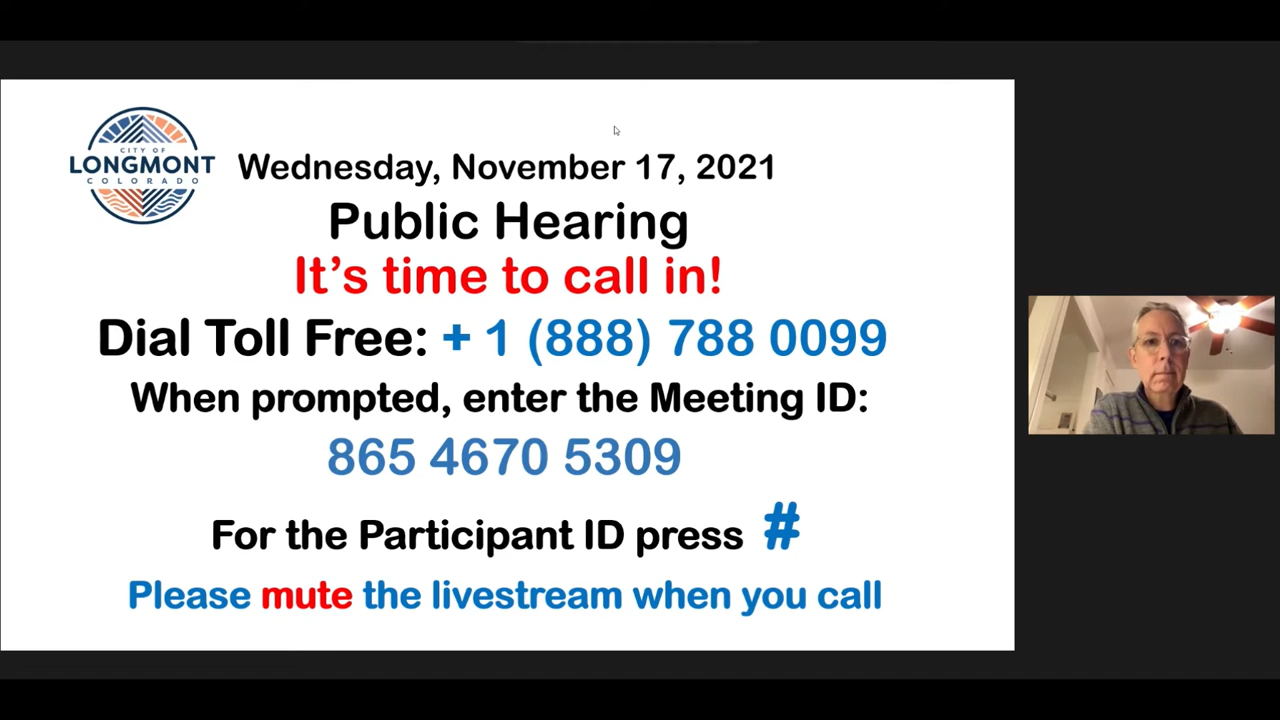 CITY OF
LONGMONT
COLORADO
Wednesday, November 17, 2021
Public Hearing
It's time to call in!
Dial Toll Free: + 1 (888) 788 0099
When prompted, enter the Meeting ID:
865 4670 5309
For the Participant ID press #
Please mute the livestream when you call